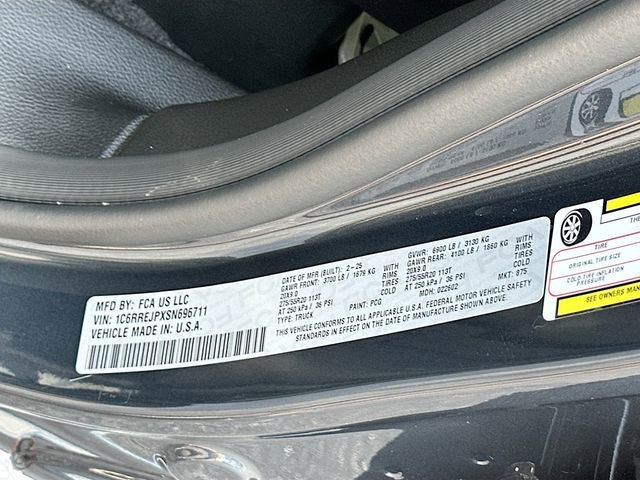 MFD BY: FCA US LLC
VIN: 1C6RREJPXSN696711
VEHICLE MADE IN: U.S.A.
DATE OF MFR (BUILT): 2-25
GAWR FRONT: 3700 LB / 1679 KG WITH
20X9.0 RIMS
275/55R20 113T TIRES
AT 250 kPa / 36 PSI COLD
PAINT: PCG
TYPE: TRUCK
GVWR: 6900 LB / 3130 KG
GAWR REAR: 4100 LB / 1860 KG WITH
20X9.0 RIMS
275/55R20 113T TIRES
AT 250 kPa / 36 PSI COLD
MDH: 022502 MKT: 875
THIS VEHICLE CONFORMS TO ALL APPLICABLE U.S.A. FEDERAL MOTOR VEHICLE SAFETY
STANDARDS IN EFFECT ON THE DATE OF MANUFACTURE SHOWN ABOVE.
TIRE
ORIGINAL TIRE SIZE
COLD TIRE INFLATION
PRESSURE
SEE OWNERS